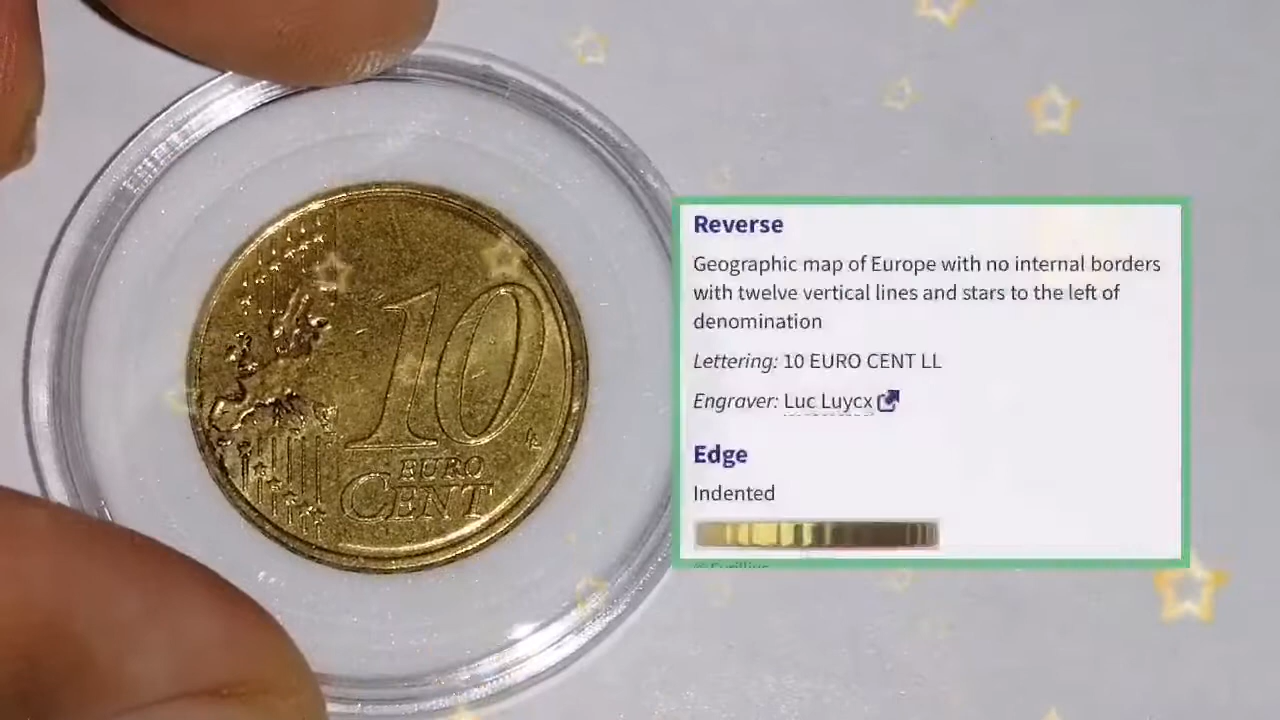 10
EURO
CENT
LL
Reverse
Geographic map of Europe with no internal borders
with twelve vertical lines and stars to the left of
denomination
Lettering: 10 EURO CENT LL
Engraver: Luc Luycx
Edge
Indented